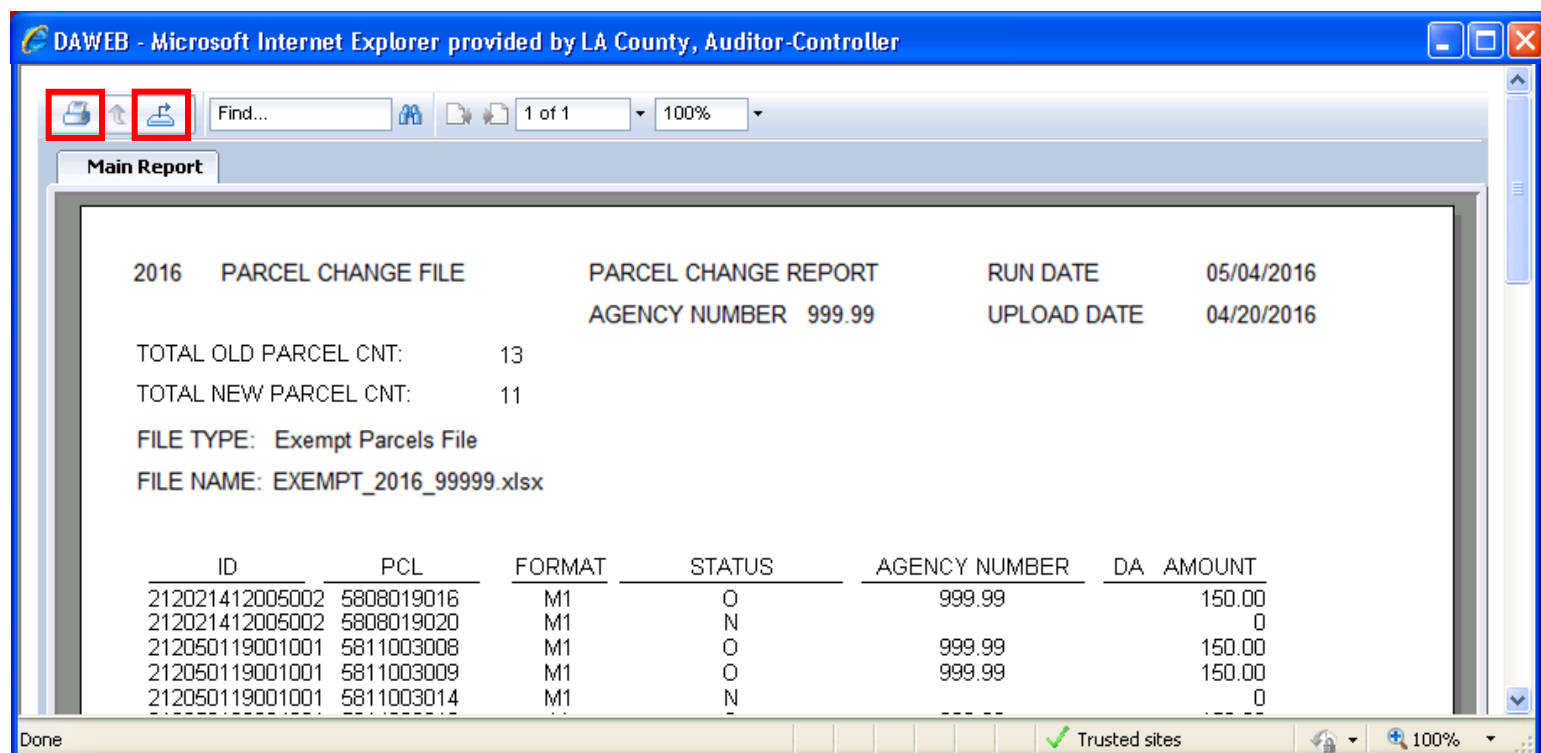 DAWEB - Microsoft Internet Explorer provided by LA County, Auditor-Controller
Find... 1 of 1 100%
Main Report
2016 PARCEL CHANGE FILE PARCEL CHANGE REPORT RUN DATE 05/04/2016
AGENCY NUMBER 999.99 UPLOAD DATE 04/20/2016
TOTAL OLD PARCEL CNT: 13
TOTAL NEW PARCEL CNT: 11
FILE TYPE: Exempt Parcels File
FILE NAME: EXEMPT_2016_99999.xlsx
ID PCL FORMAT STATUS AGENCY NUMBER DA AMOUNT
212021412005002 5808019016 M1 O 999.99 150.00
212021412005002 5808019020 M1 N 0
212050119001001 5811003008 M1 O 999.99 150.00
212050119001001 5811003009 M1 O 999.99 150.00
212050119001001 5811003014 M1 N 0
Done Trusted sites 100%